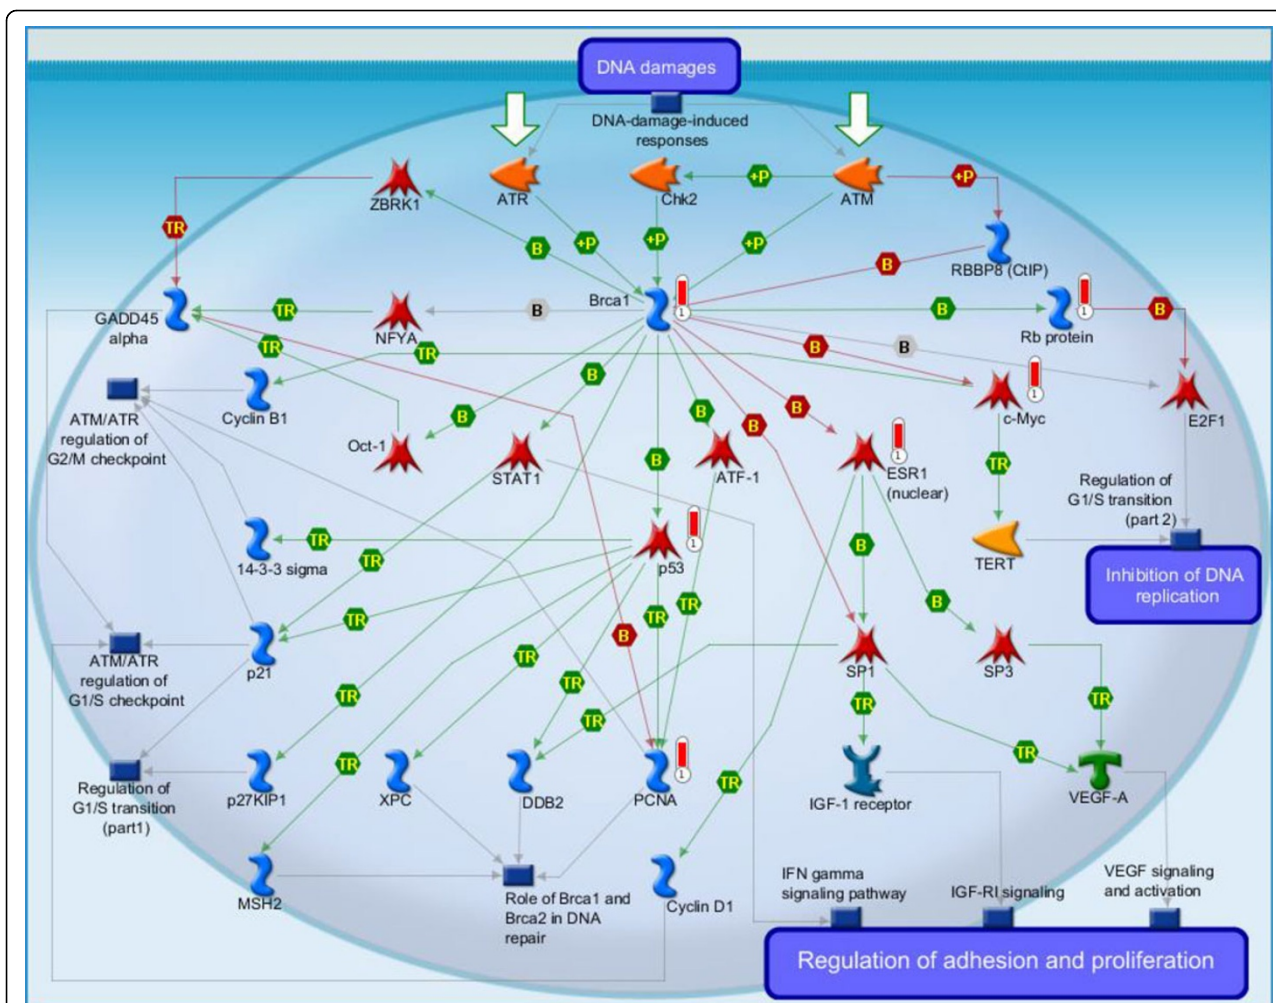 DNA damages
DNA-damage-induced
responses
ZBRK1
ATR
Chk2
+P
ATM
+P
TR
B
+P
+P
+P
B
RBBP8 (CtIP)
Brca1
1
1
GADD45
alpha
TR
NFYA
B
B
Rb protein
B
TR
TR
B
B
1
ATM/ATR
regulation of
G2/M checkpoint
Cyclin B1
B
c-Myc
E2F1
Oct-1
B
STAT1
B
ATF-1
B
B
ESR1
(nuclear)
1
B
TR
Regulation of
G1/S transition
(part 2)
14-3-3 sigma
TR
TR
p53
1
B
TERT
Inhibition of DNA
replication
ATM/ATR
regulation of
G1/S checkpoint
p21
TR
TR
TR
TR
B
B
SP1
SP3
TR
TR
TR
TR
TR
Regulation of
G1/S transition
(part1)
p27KIP1
TR
XPC
DDB2
PCNA
1
TR
IGF-1 receptor
TR
VEGF-A
MSH2
Role of Brca1 and
Brca2 in DNA
repair
Cyclin D1
IFN gamma
signaling pathway
IGF-RI signaling
VEGF signaling
and activation
Regulation of adhesion and proliferation